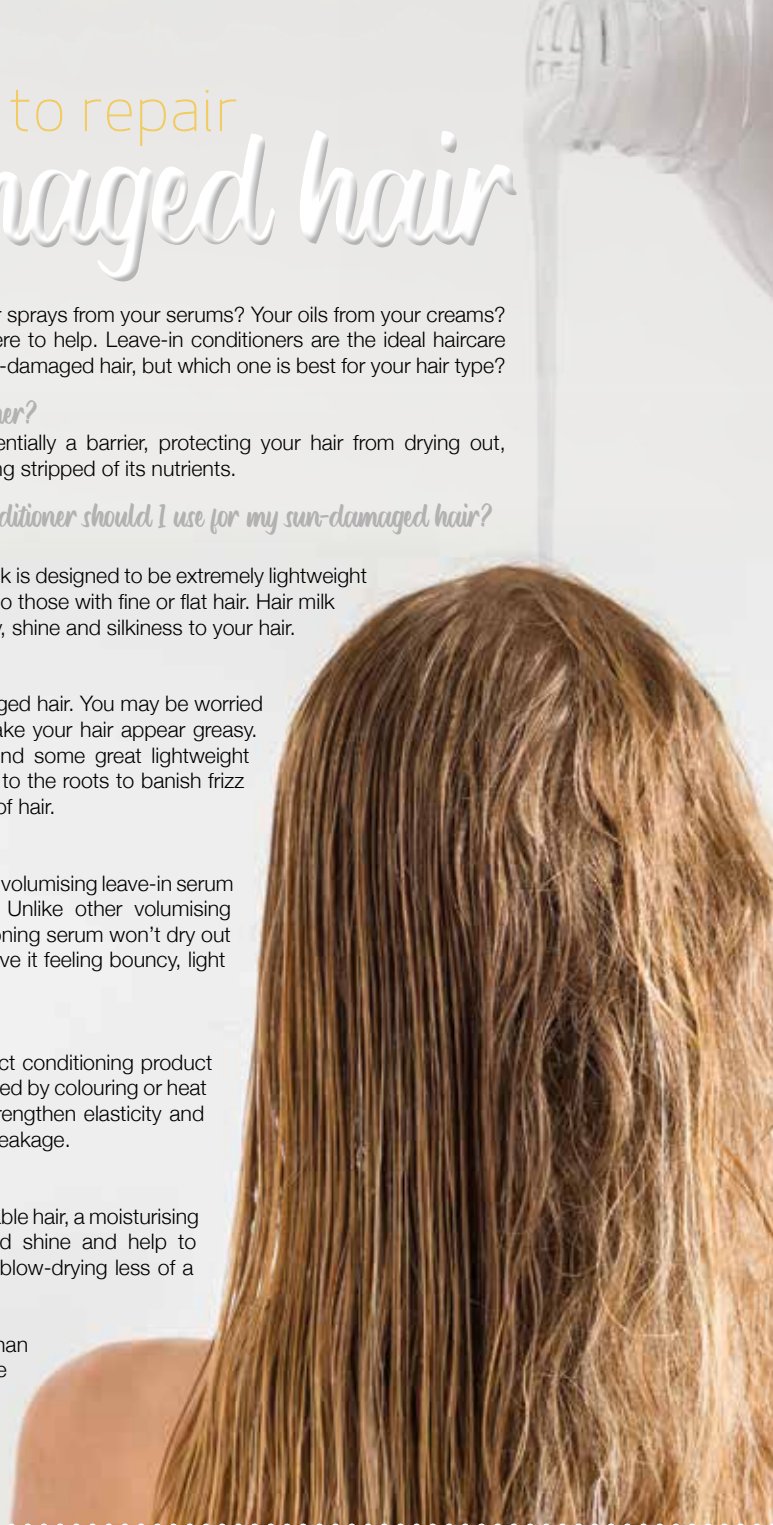 to repair
maged hair
r sprays from your serums? Your oils from your creams?
ere to help. Leave-in conditioners are the ideal haircare
-damaged hair, but which one is best for your hair type?
ner?
entially a barrier, protecting your hair from drying out,
ng stripped of its nutrients.
ditioner should I use for my sun-damaged hair?
k is designed to be extremely lightweight
o those with fine or flat hair. Hair milk
, shine and silkiness to your hair.
ged hair. You may be worried
ake your hair appear greasy.
nd some great lightweight
to the roots to banish frizz
of hair.
volumising leave-in serum
Unlike other volumising
oning serum won’t dry out
ve it feeling bouncy, light
ct conditioning product
ed by colouring or heat
rengthen elasticity and
eakage.
able hair, a moisturising
d shine and help to
blow-drying less of a
han
e